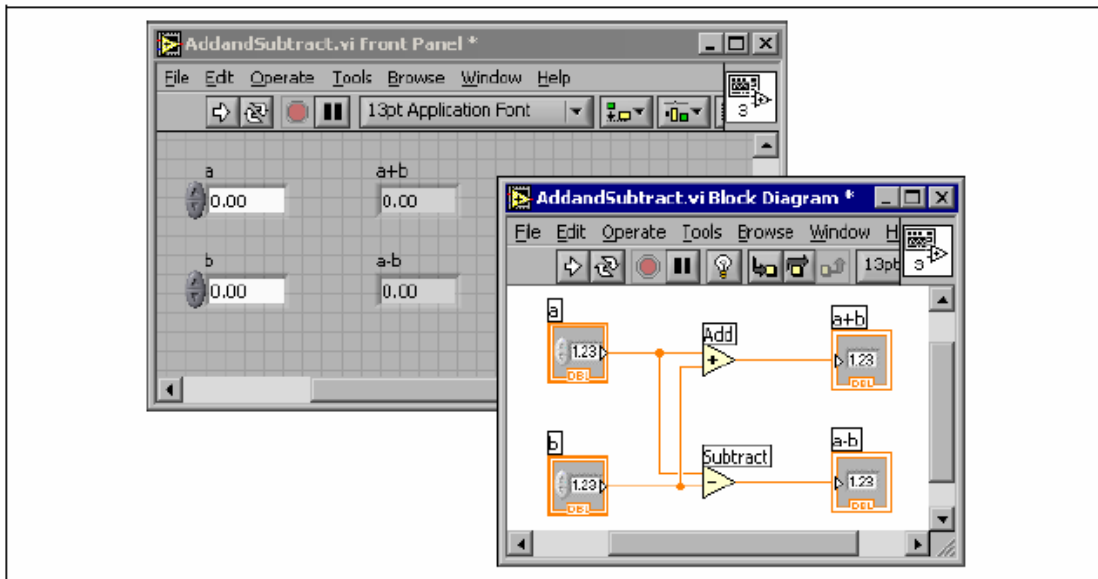 AddandSubtract.vi Front Panel *
File Edit Operate Tools Browse Window Help
13pt Application Font
3
a
0.00
a+b
0.00
b
0.00
a-b
0.00
AddandSubtract.vi Block Diagram *
File Edit Operate Tools Browse Window H
13pt
3
a
1.23
DBL
Add
+
a+b
1.23
DBL
b
1.23
DBL
Subtract
-
a-b
1.23
DBL